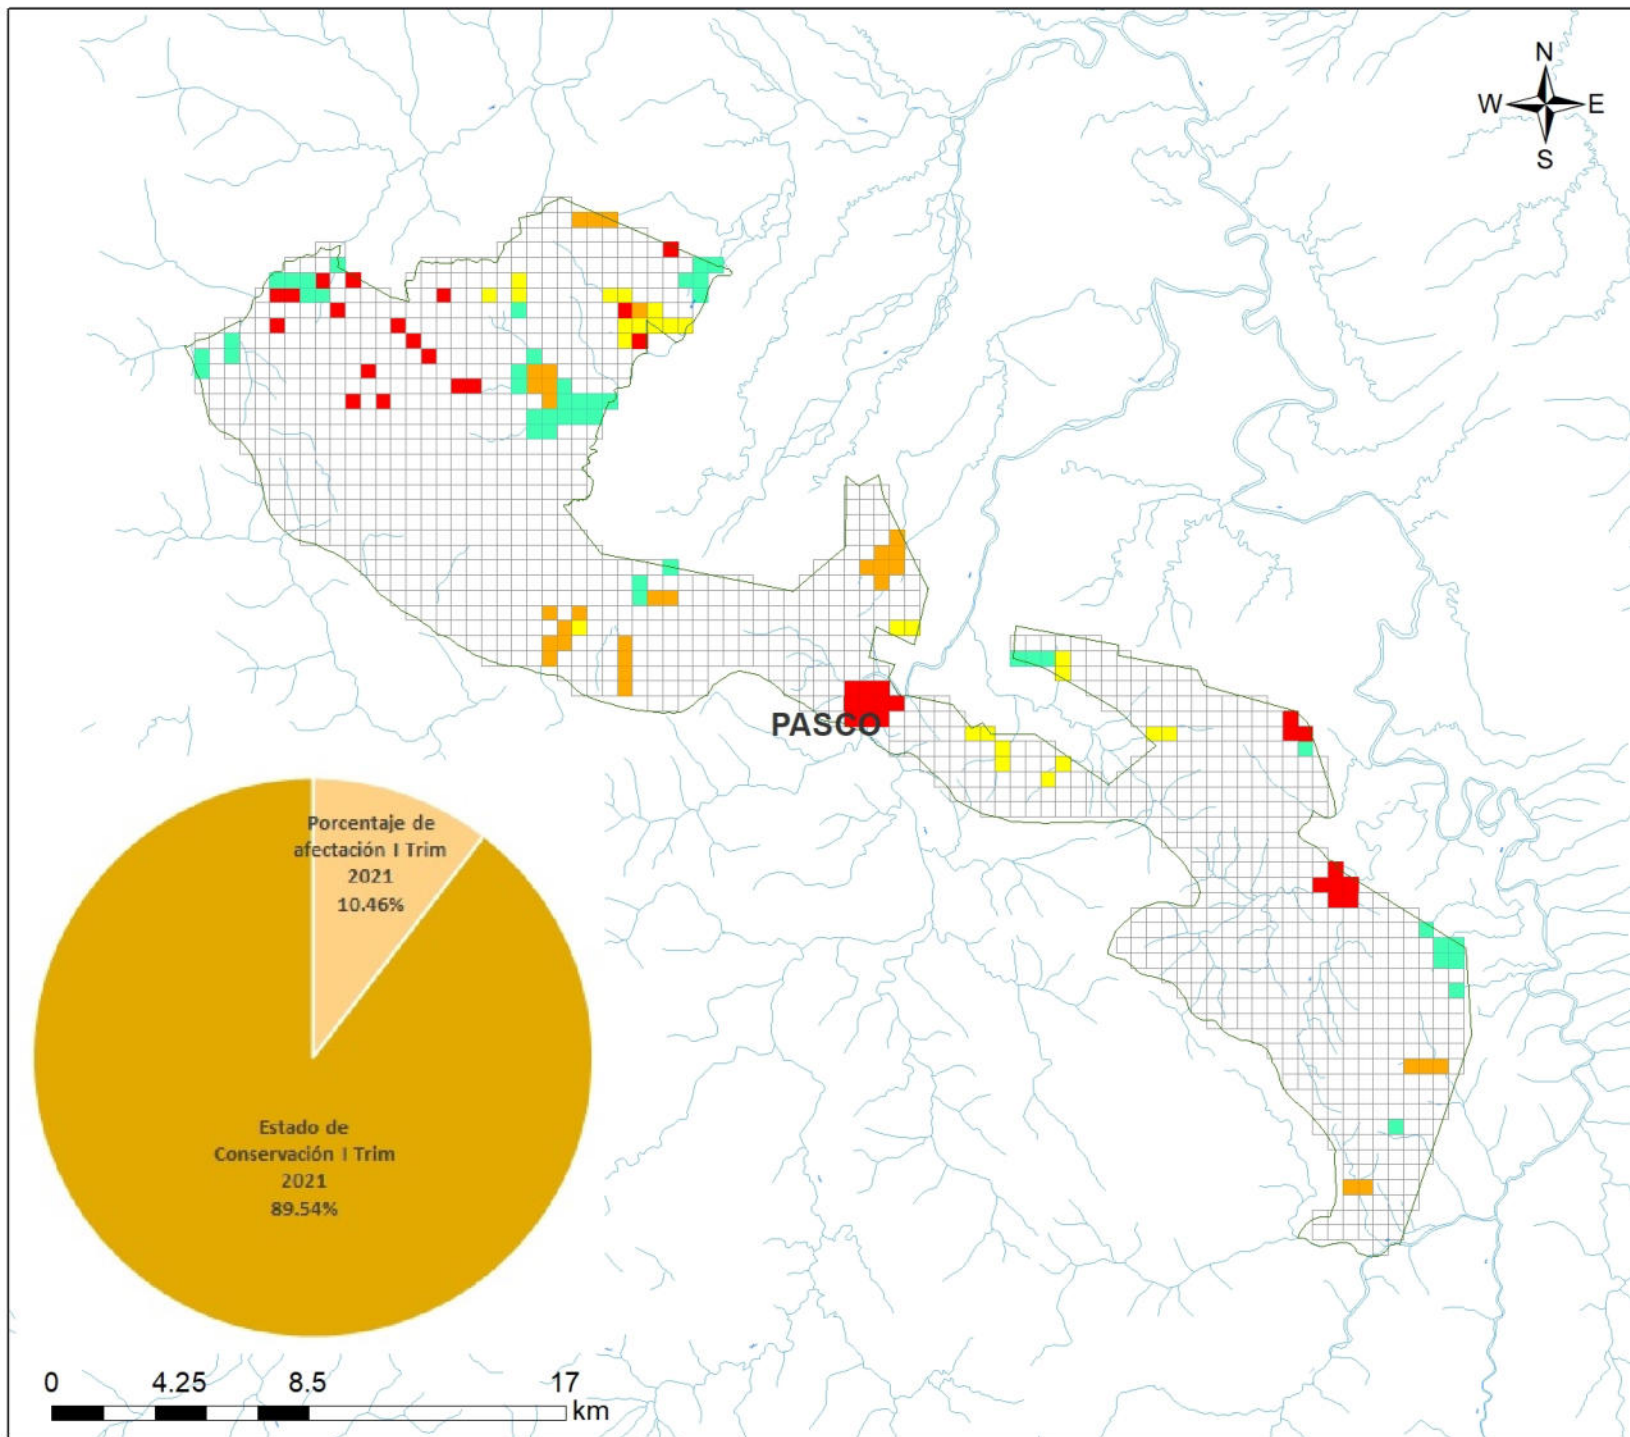 N
W E
S
PASCO
Porcentaje de
afectación I Trim
2021
10.46%
Estado de
Conservación I Trim
2021
89.54%
0 4.25 8.5 17
km